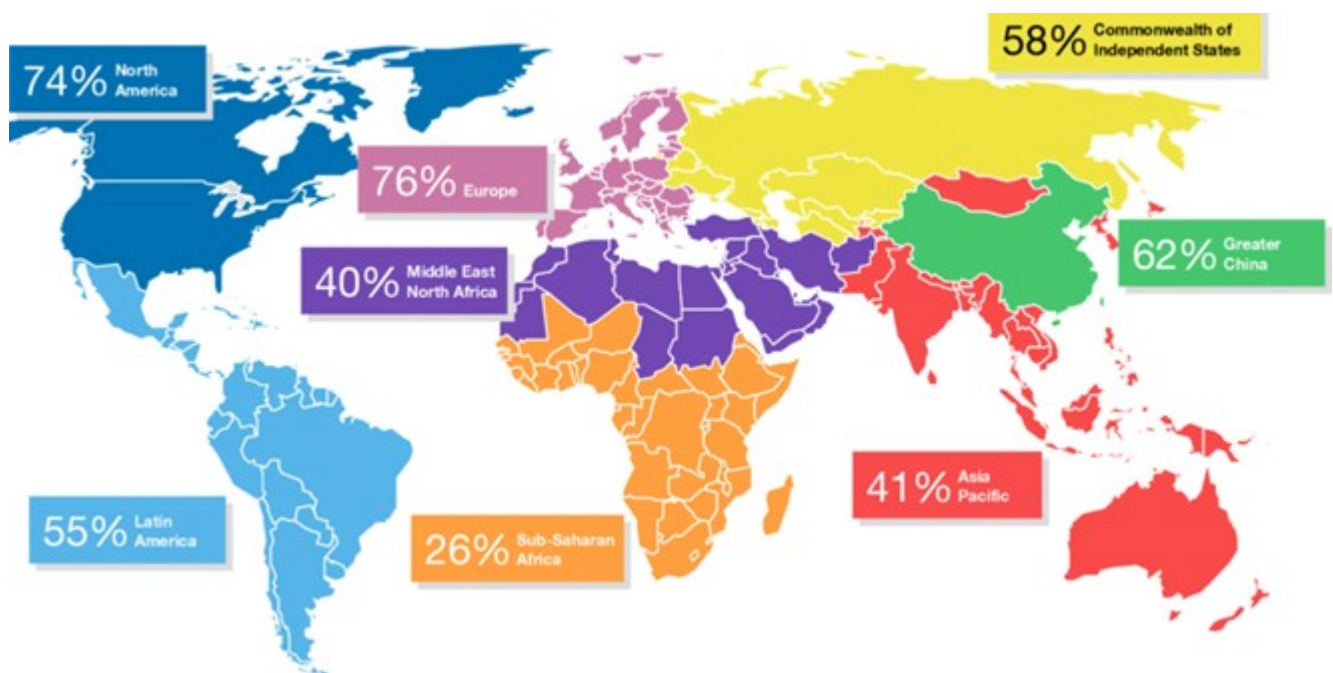 58% Commonwealth of
Independent States
74% North
America
76% Europe
40% Middle East
North Africa
62% Greater
China
41% Asia
Pacific
55% Latin
America
26% Sub-Saharan
Africa